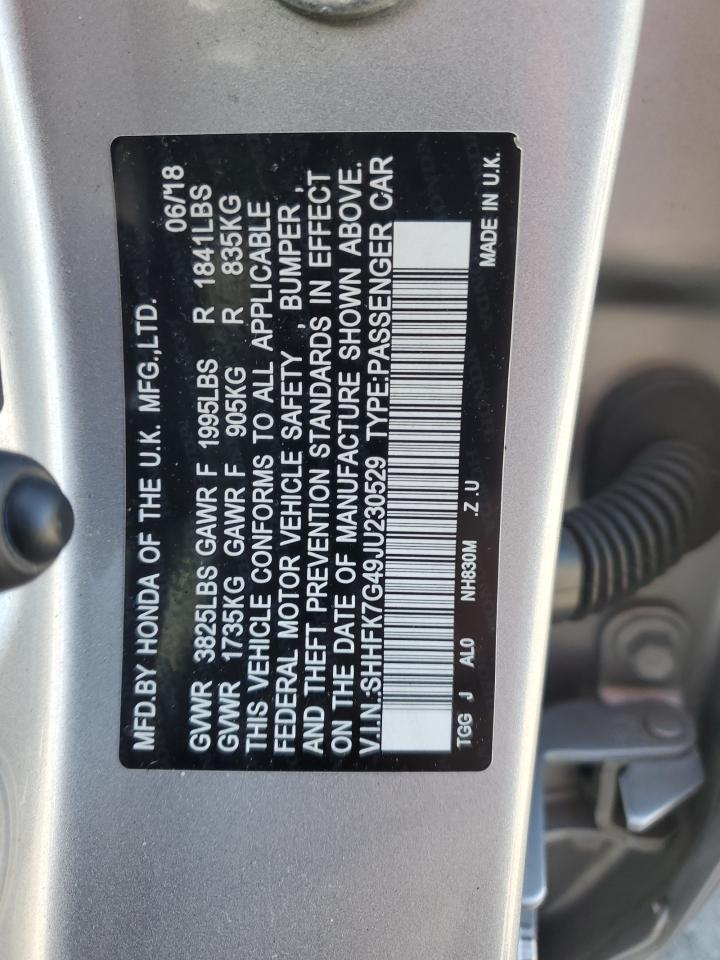 MFD.BY HONDA OF THE U.K. MFG.,LTD. 06/18
GVWR 3825LBS GAWR F 1995LBS R 1841LBS
GVWR 1735KG GAWR F 905KG R 835KG
THIS VEHICLE CONFORMS TO ALL APPLICABLE
FEDERAL MOTOR VEHICLE SAFETY , BUMPER ,
AND THEFT PREVENTION STANDARDS IN EFFECT
ON THE DATE OF MANUFACTURE SHOWN ABOVE.
V.I.N.:SHHFK7G49JU230529 TYPE:PASSENGER CAR
TGG J AL0 NH830M .Z .U MADE IN U.K.